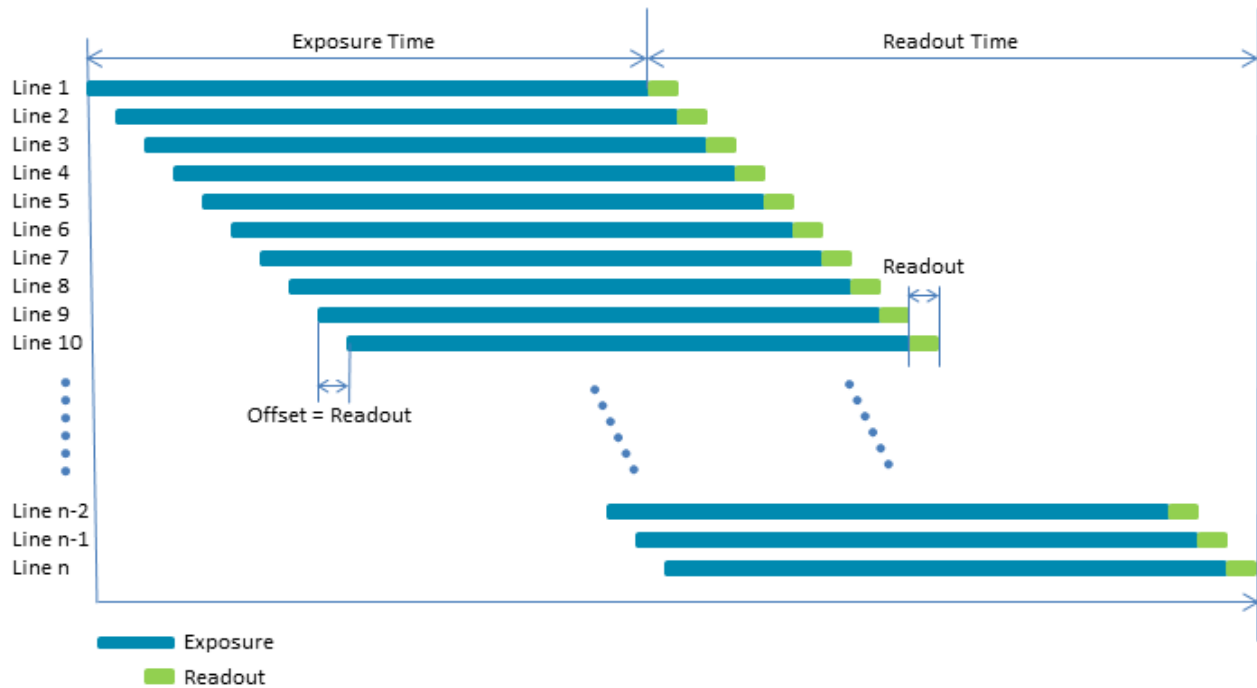 Exposure Time
Readout Time
Line 1
Line 2
Line 3
Line 4
Line 5
Line 6
Line 7
Readout
Line 8
Line 9
Line 10
Offset = Readout
Line n-2
Line n-1
Line n
Exposure
Readout